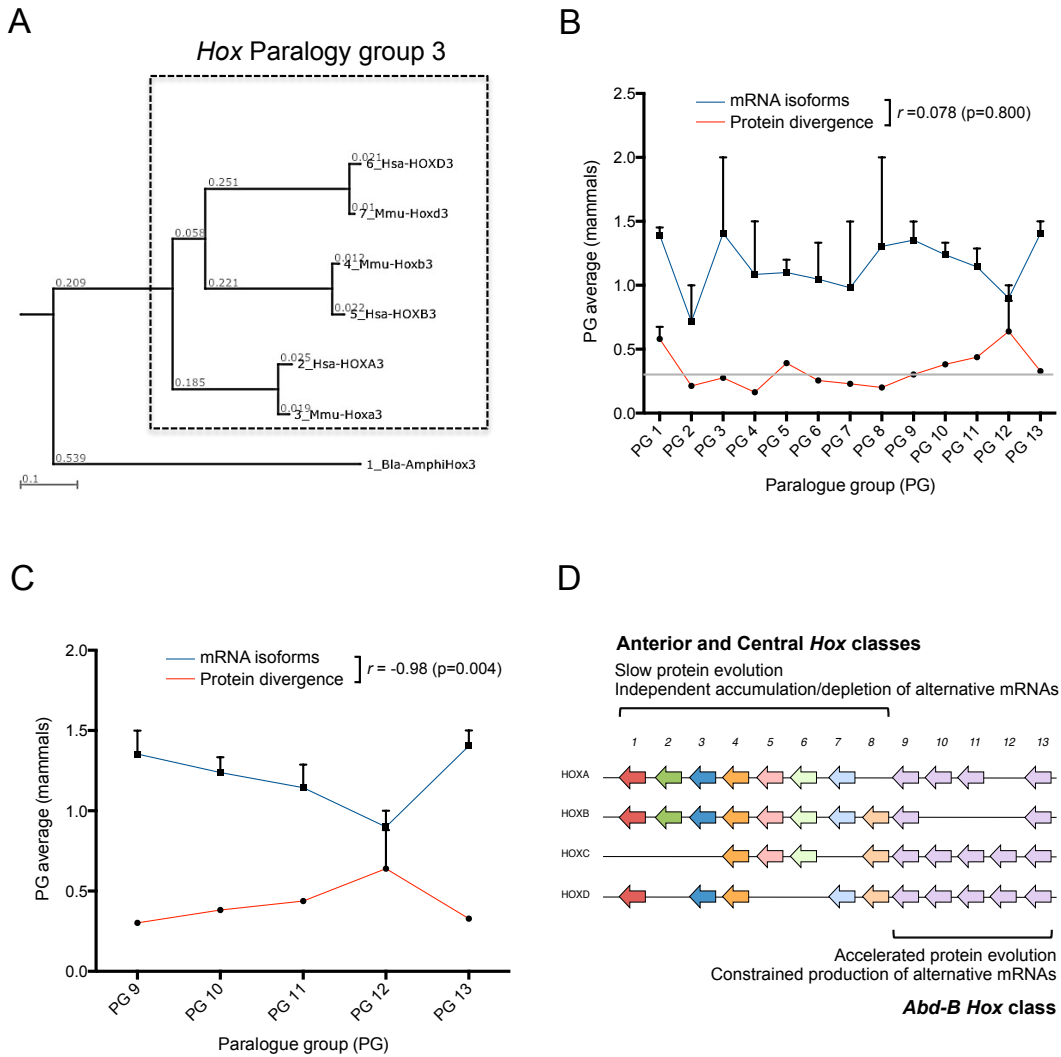 A
Hox Paralogy group 3
0.021
6_Hsa-HOXD3
0.251
0.01
7_Mmu-Hoxd3
0.058
0.012
4_Mmu-Hoxb3
0.221
0.022
5_Hsa-HOXB3
0.209
0.025
2_Hsa-HOXA3
0.185
0.019
3_Mmu-Hoxa3
0.539
1_Bla-AmphiHox3
0.1
B
mRNA isoforms
Protein divergence
r =0.078 (p=0.800)
PG average (mammals)
2.5
2.0
1.5
1.0
0.5
0.0
PG 1
PG 2
PG 3
PG 4
PG 5
PG 6
PG 7
PG 8
PG 9
PG 10
PG 11
PG 12
PG 13
Paralogue group (PG)
C
mRNA isoforms
Protein divergence
r = -0.98 (p=0.004)
PG average (mammals)
2.0
1.5
1.0
0.5
0.0
PG 9
PG 10
PG 11
PG 12
PG 13
Paralogue group (PG)
D
Anterior and Central Hox classes
Slow protein evolution
Independent accumulation/depletion of alternative mRNAs
1 2 3 4 5 6 7 8 9 10 11 12 13
HOXA
HOXB
HOXC
HOXD
Accelerated protein evolution
Constrained production of alternative mRNAs
Abd-B Hox class